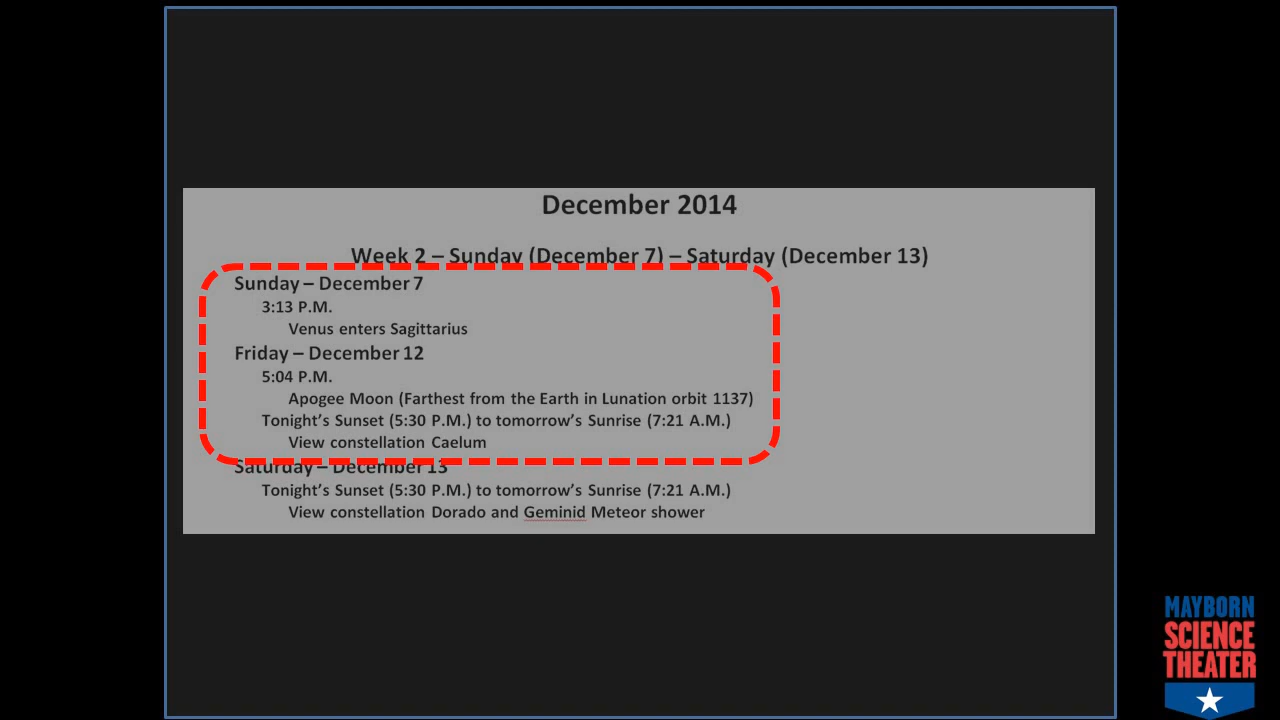 December 2014
Week 2 – Sunday (December 7) – Saturday (December 13)
Sunday – December 7
3:13 P.M.
Venus enters Sagittarius
Friday – December 12
5:04 P.M.
Apogee Moon (Farthest from the Earth in Lunation orbit 1137)
Tonight’s Sunset (5:30 P.M.) to tomorrow’s Sunrise (7:21 A.M.)
View constellation Caelum
Saturday – December 13
Tonight’s Sunset (5:30 P.M.) to tomorrow’s Sunrise (7:21 A.M.)
View constellation Dorado and Geminid Meteor shower
MAYBORN
SCIENCE
THEATER